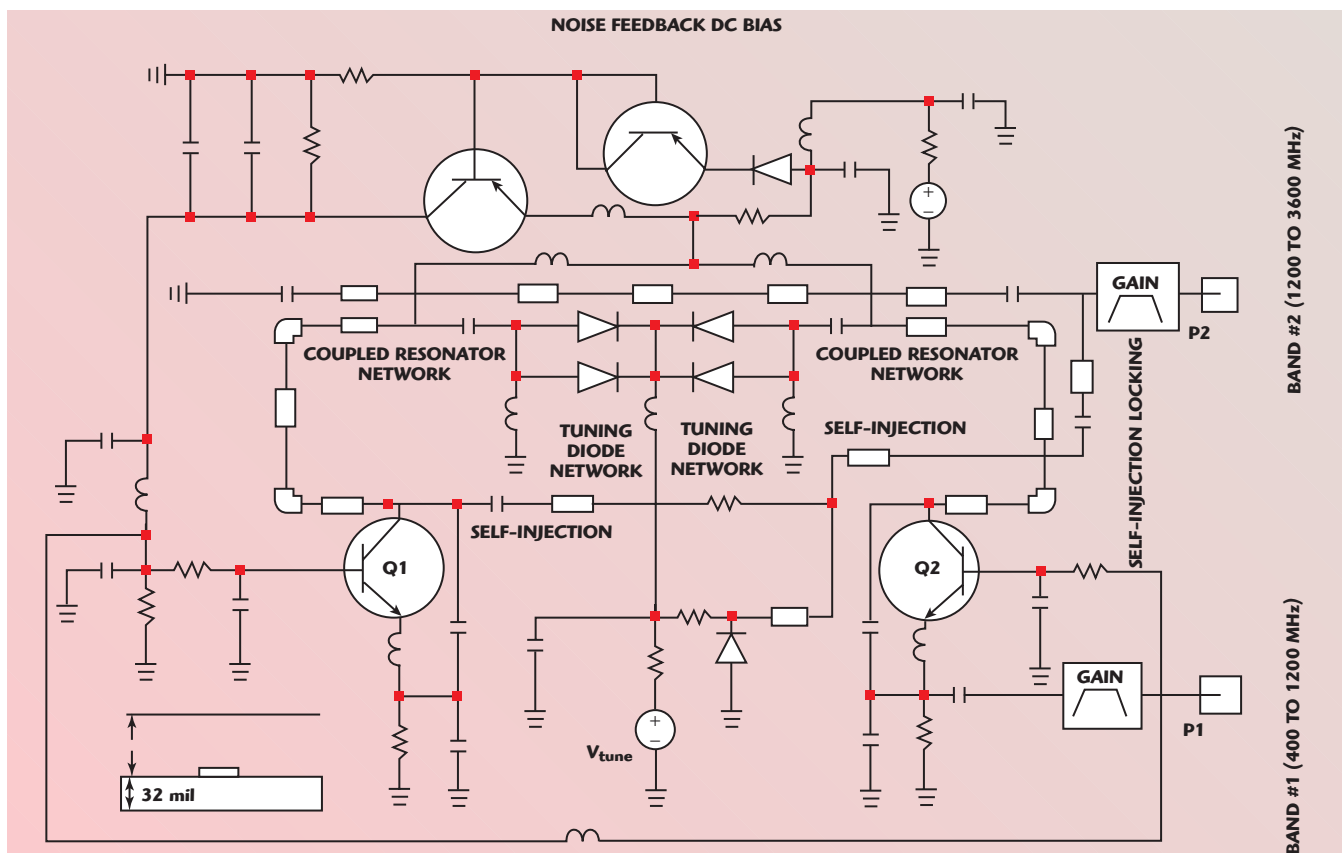 NOISE FEEDBACK DC BIAS
+
−
GAIN
P2
BAND #2 (1200 TO 3600 MHz)
COUPLED RESONATOR
NETWORK
COUPLED RESONATOR
NETWORK
TUNING
DIODE
NETWORK
TUNING
DIODE
NETWORK
SELF-INJECTION
SELF-INJECTION LOCKING
SELF-INJECTION
Q1
Q2
GAIN
P1
BAND #1 (400 TO 1200 MHz)
+
−
Vtune
32 mil